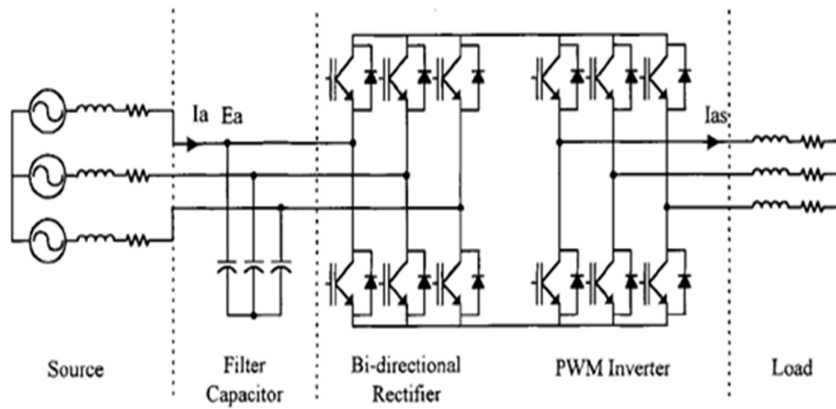 Ia Ea
Ias
Source
Filter
Capacitor
Bi-directional
Rectifier
PWM Inverter
Load